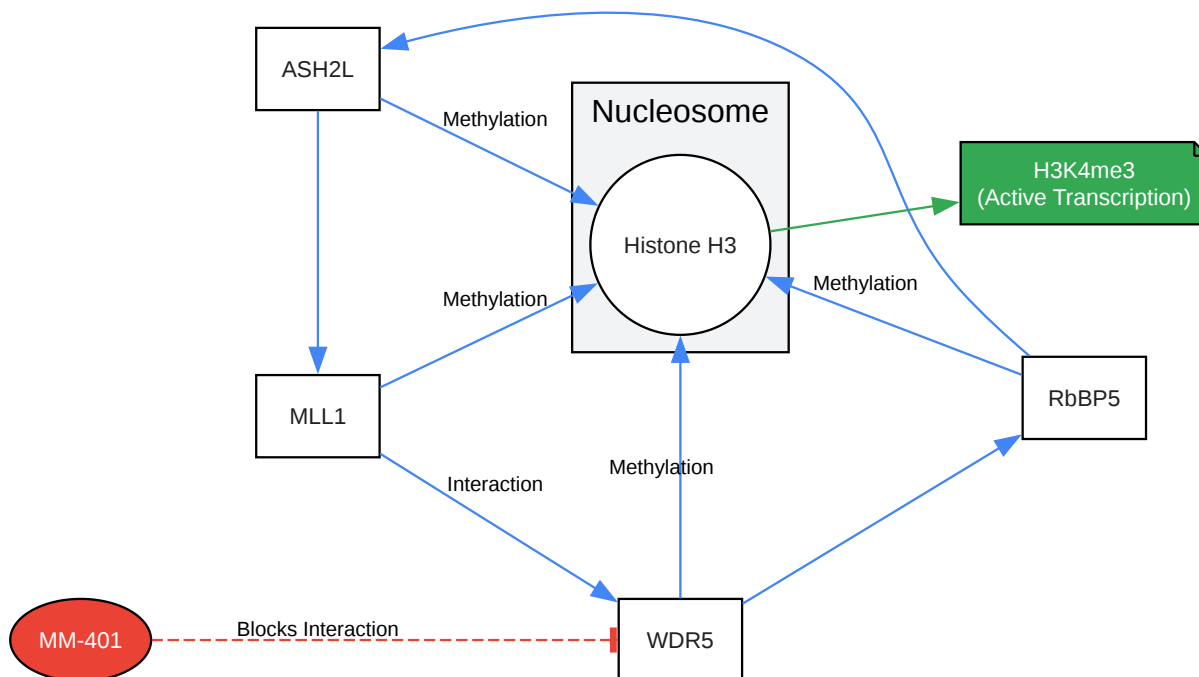 ASH2L
Methylation
Nucleosome
H3K4me3
(Active Transcription)
Histone H3
Methylation
Methylation
RbBP5
MLL1
Methylation
Interaction
Blocks Interaction
MM-401
WDR5